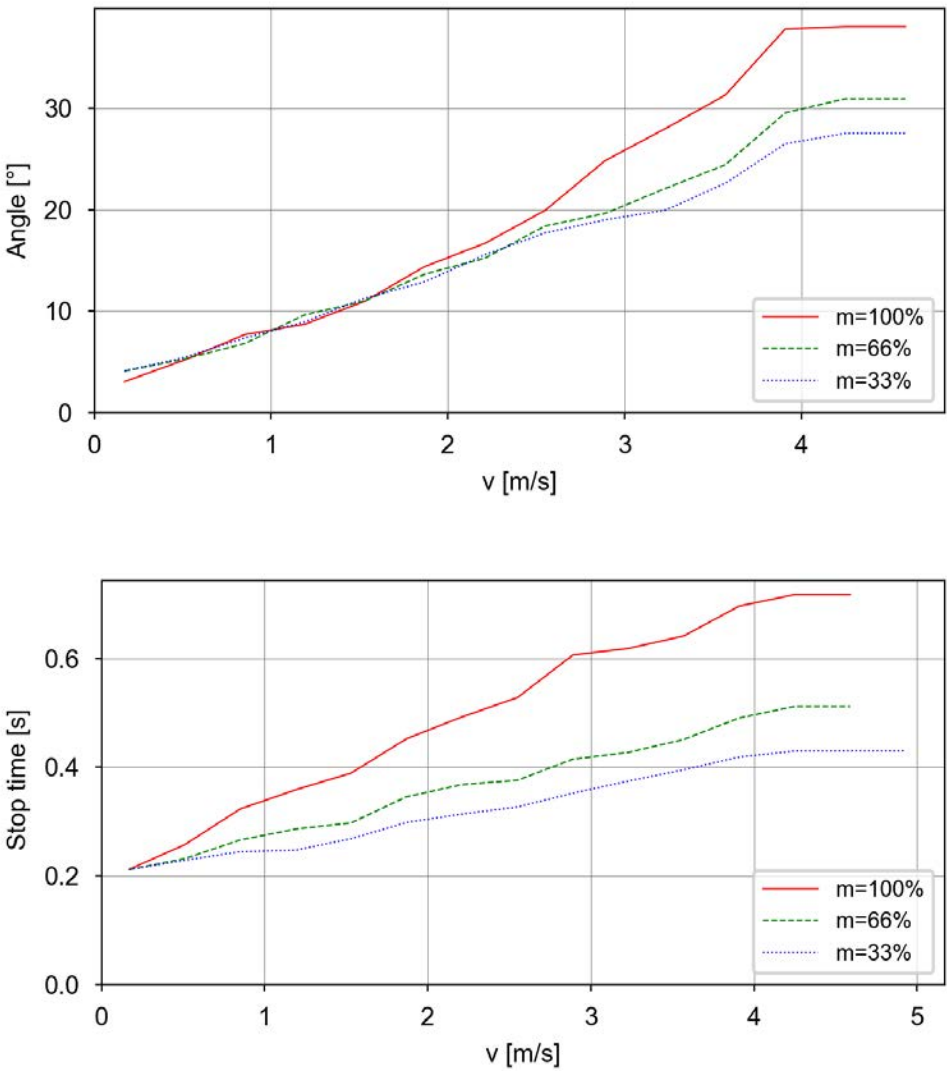 Angle [°]
30
20
10
0
0 1 2 3 4
v [m/s]
m=100%
m=66%
m=33%
Stop time [s]
0.6
0.4
0.2
0.0
0 1 2 3 4 5
v [m/s]
m=100%
m=66%
m=33%